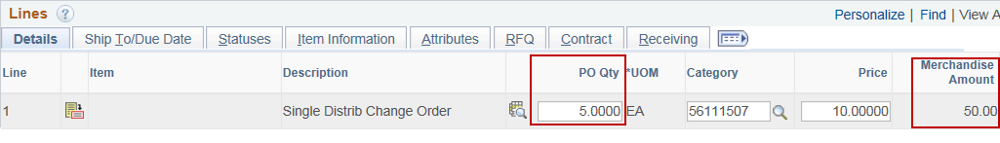 Lines ?
Personalize | Find | View A
Details Ship To/Due Date Statuses Item Information Attributes RFQ Contract Receiving
Line Item Description PO Qty *UOM Category Price Merchandise Amount
1 Single Distrib Change Order 5.0000 EA 56111507 10.00000 50.00